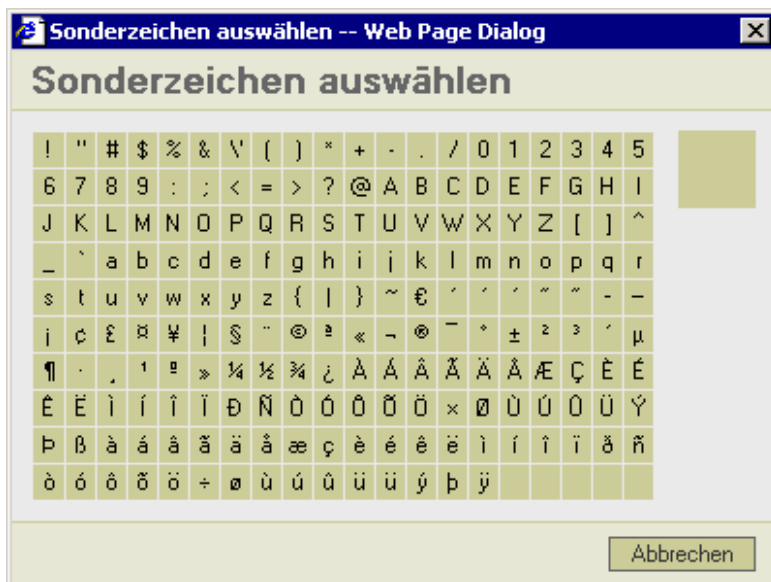 Sonderzeichen auswählen -- Web Page Dialog
Sonderzeichen auswählen
! " # $ % & \' ( ) * + - . / 0 1 2 3 4 5
6 7 8 9 : ; < = > ? @ A B C D E F G H I
J K L M N O P Q R S T U V W X Y Z [ ] ^
_ ` a b c d e f g h i j k l m n o p q r
s t u v w x y z { | } ~ € ´ ´ ´ ˝ ˝ - –
¡ ¢ £ ¤ ¥ ¦ § ¨ © ª « ¬ ® ¯ ° ± ² ³ ´ µ
¶ · ¸ ¹ º » ¼ ½ ¾ ¿ À Á Â Ã Ä Å Æ Ç È É
Ê Ë Ì Í Î Ï Ð Ñ Ò Ó Ô Õ Ö × Ø Ù Ú Û Ü Ý
Þ ß à á â ã ä å æ ç è é ê ë ì í î ï ð ñ
ò ó ô õ ö ÷ ø ù ú û ü ü ý þ ÿ
Abbrechen